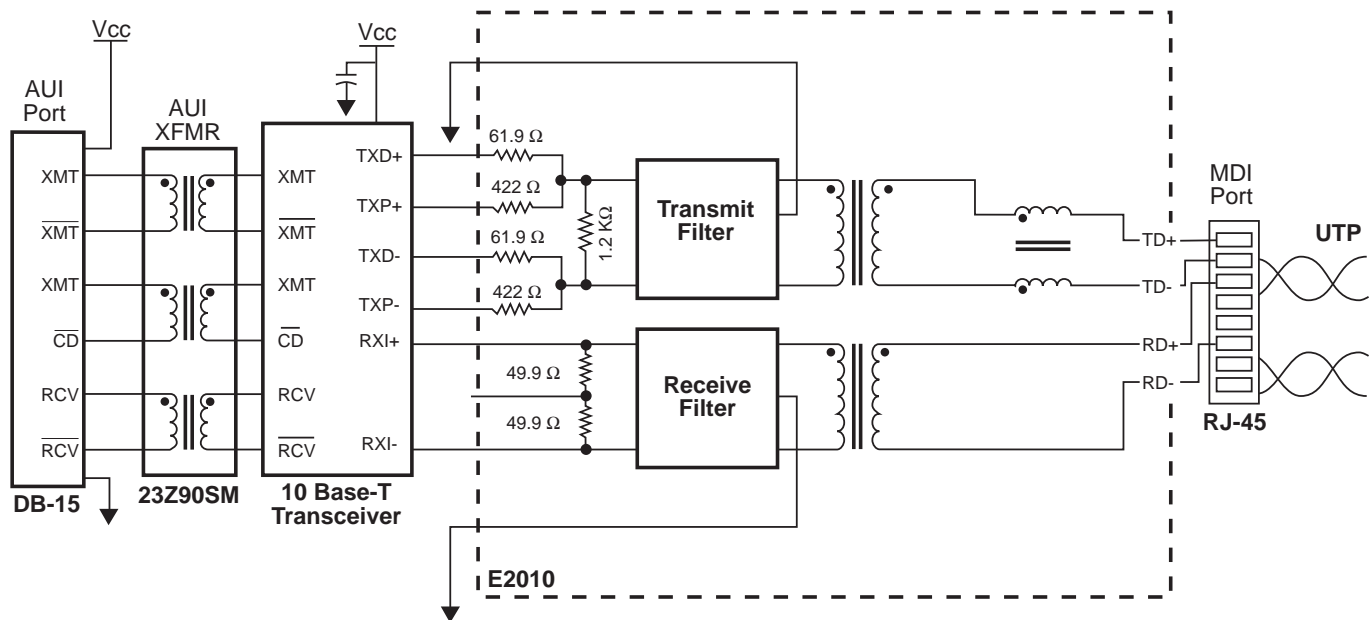 Vcc
Vcc
AUI
Port
AUI
XFMR
XMT
XMT
XMT
CD
RCV
RCV
DB-15
23Z90SM
XMT
XMT
XMT
CD
RCV
RCV
TXD+
TXP+
TXD-
TXP-
RXI+
RXI-
10 Base-T
Transceiver
61.9 Ω
422 Ω
61.9 Ω
422 Ω
1.2 KΩ
49.9 Ω
49.9 Ω
Transmit
Filter
Receive
Filter
E2010
TD+
TD-
RD+
RD-
MDI
Port
UTP
RJ-45